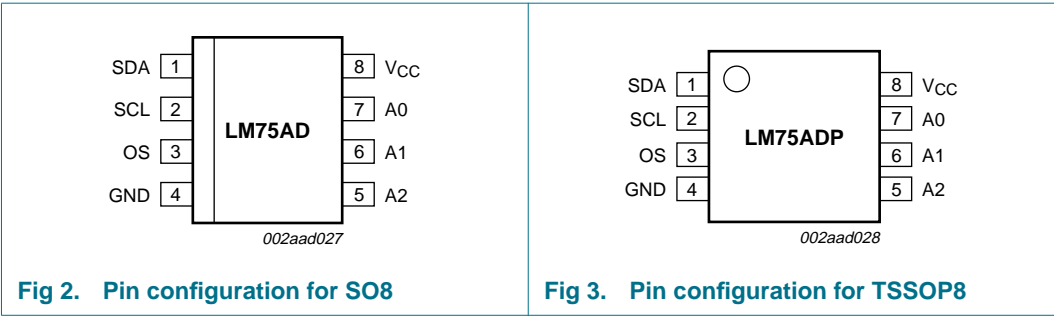 SDA 1 8 VCC
SCL 2 7 A0
LM75AD
OS 3 6 A1
GND 4 5 A2
002aad027
Fig 2. Pin configuration for SO8
SDA 1 8 VCC
SCL 2 7 A0
LM75ADP
OS 3 6 A1
GND 4 5 A2
002aad028
Fig 3. Pin configuration for TSSOP8